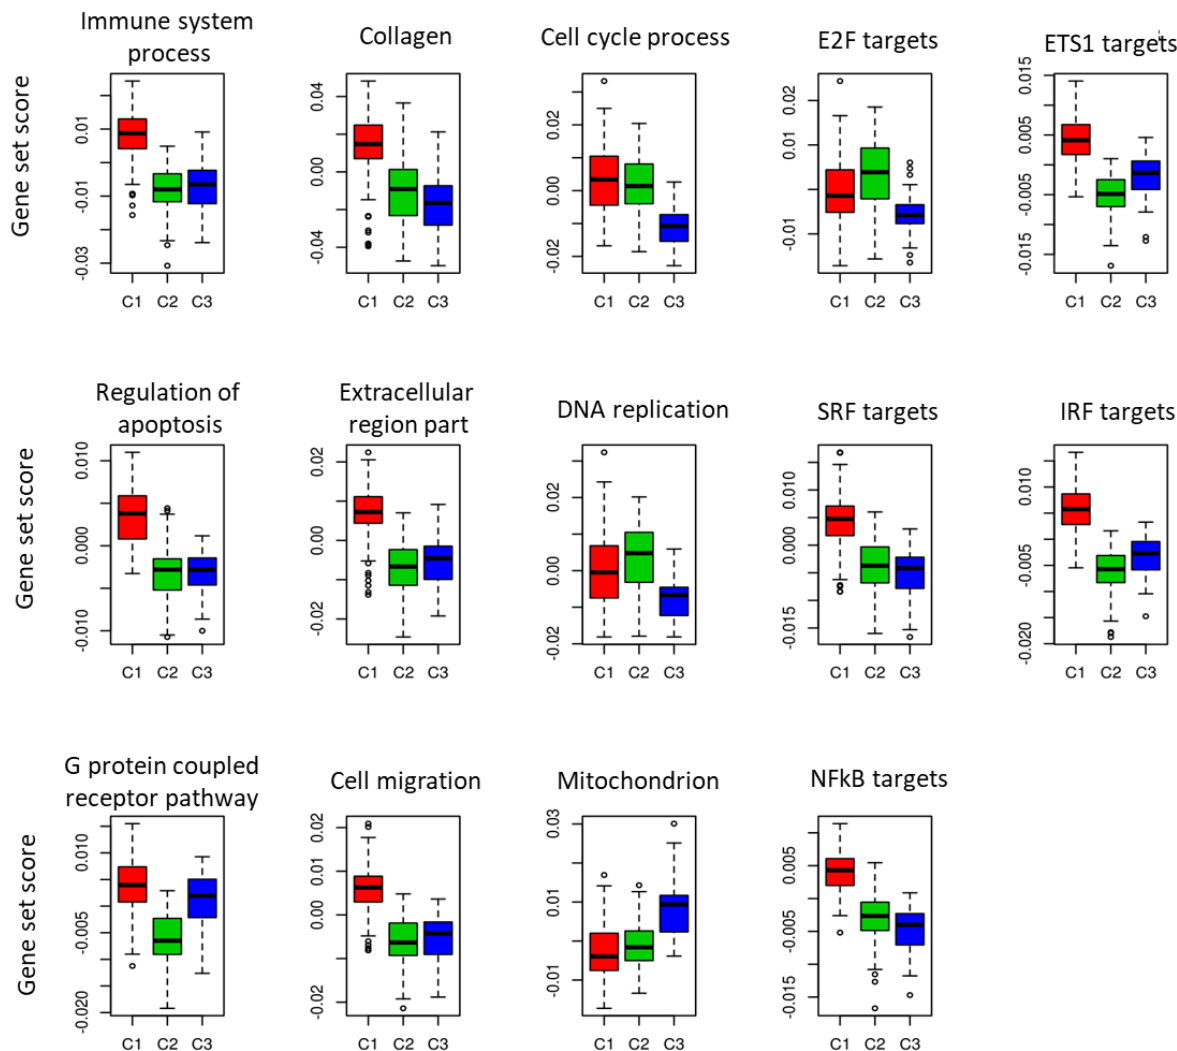 Immune system
process
Collagen
Cell cycle process
E2F targets
ETS1 targets
Gene set score
0.01
-0.01
-0.03
C1 C2 C3
0.04
0.00
-0.04
C1 C2 C3
0.02
0.00
-0.02
C1 C2 C3
0.02
0.01
-0.01
C1 C2 C3
0.015
0.005
-0.005
-0.015
C1 C2 C3
Regulation of
apoptosis
Extracellular
region part
DNA replication
SRF targets
IRF targets
Gene set score
0.010
0.000
-0.010
C1 C2 C3
0.02
0.00
-0.02
C1 C2 C3
0.02
0.00
-0.02
C1 C2 C3
0.010
0.000
-0.015
C1 C2 C3
0.010
-0.005
-0.020
C1 C2 C3
G protein coupled
receptor pathway
Cell migration
Mitochondrion
NFkB targets
Gene set score
0.010
-0.005
-0.020
C1 C2 C3
0.02
0.01
0.00
-0.02
C1 C2 C3
0.03
0.01
-0.01
C1 C2 C3
0.005
-0.005
-0.015
C1 C2 C3